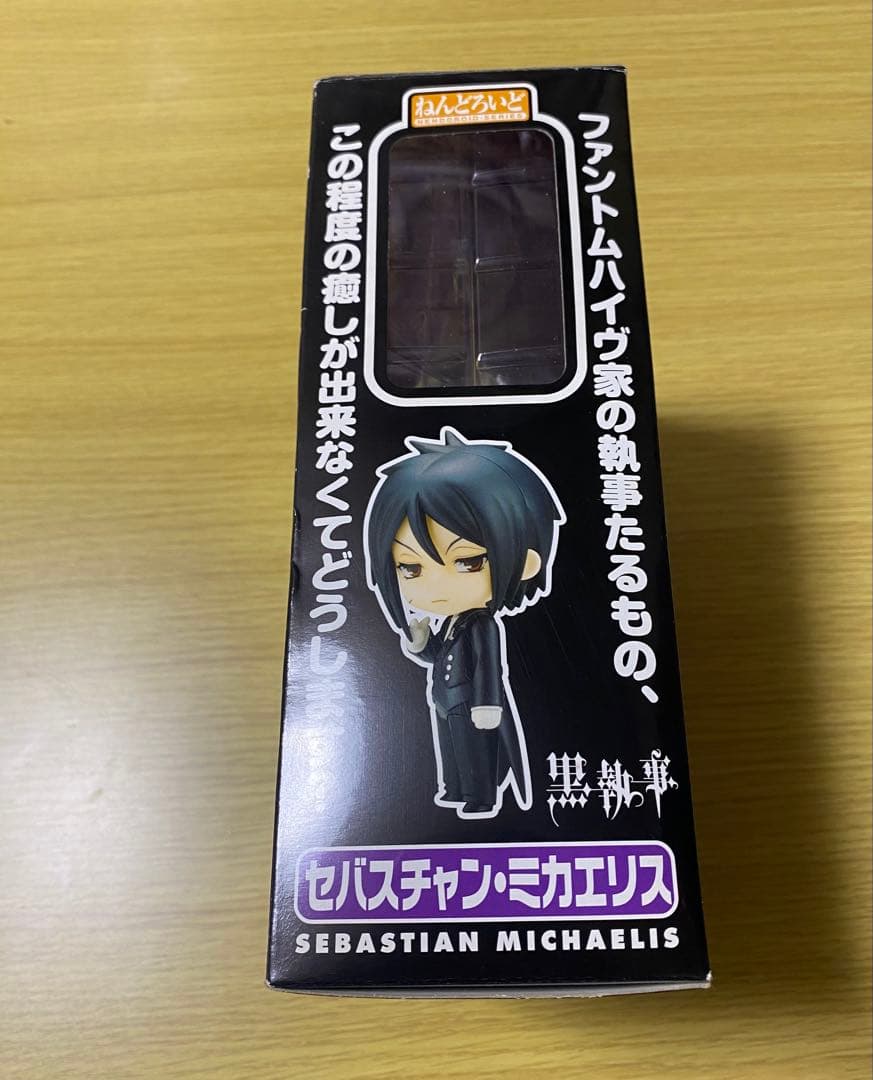 ねんどろいど
NENDOROID-SERIES
ファントムハイヴ家の執事たるもの、
この程度の癒しが出来なくてどうしま
黒執事
セバスチャン・ミカエリス
SEBASTIAN MICHAELIS